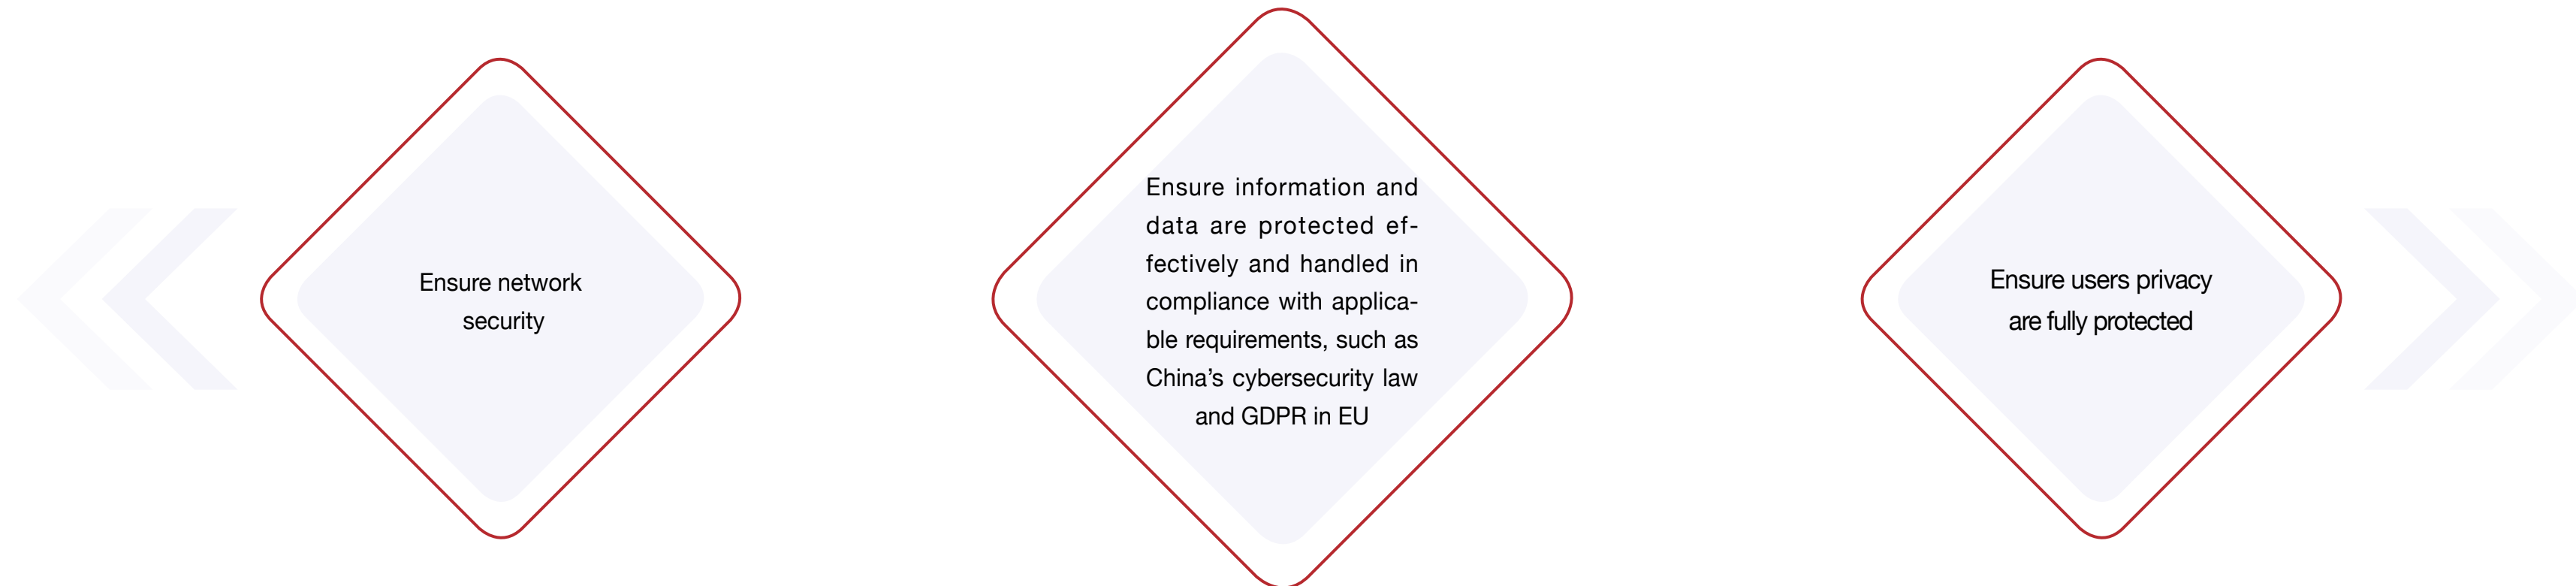 Ensure network
security
Ensure information and
data are protected ef-
fectively and handled in
compliance with applica-
ble requirements, such as
China’s cybersecurity law
and GDPR in EU
Ensure users privacy
are fully protected